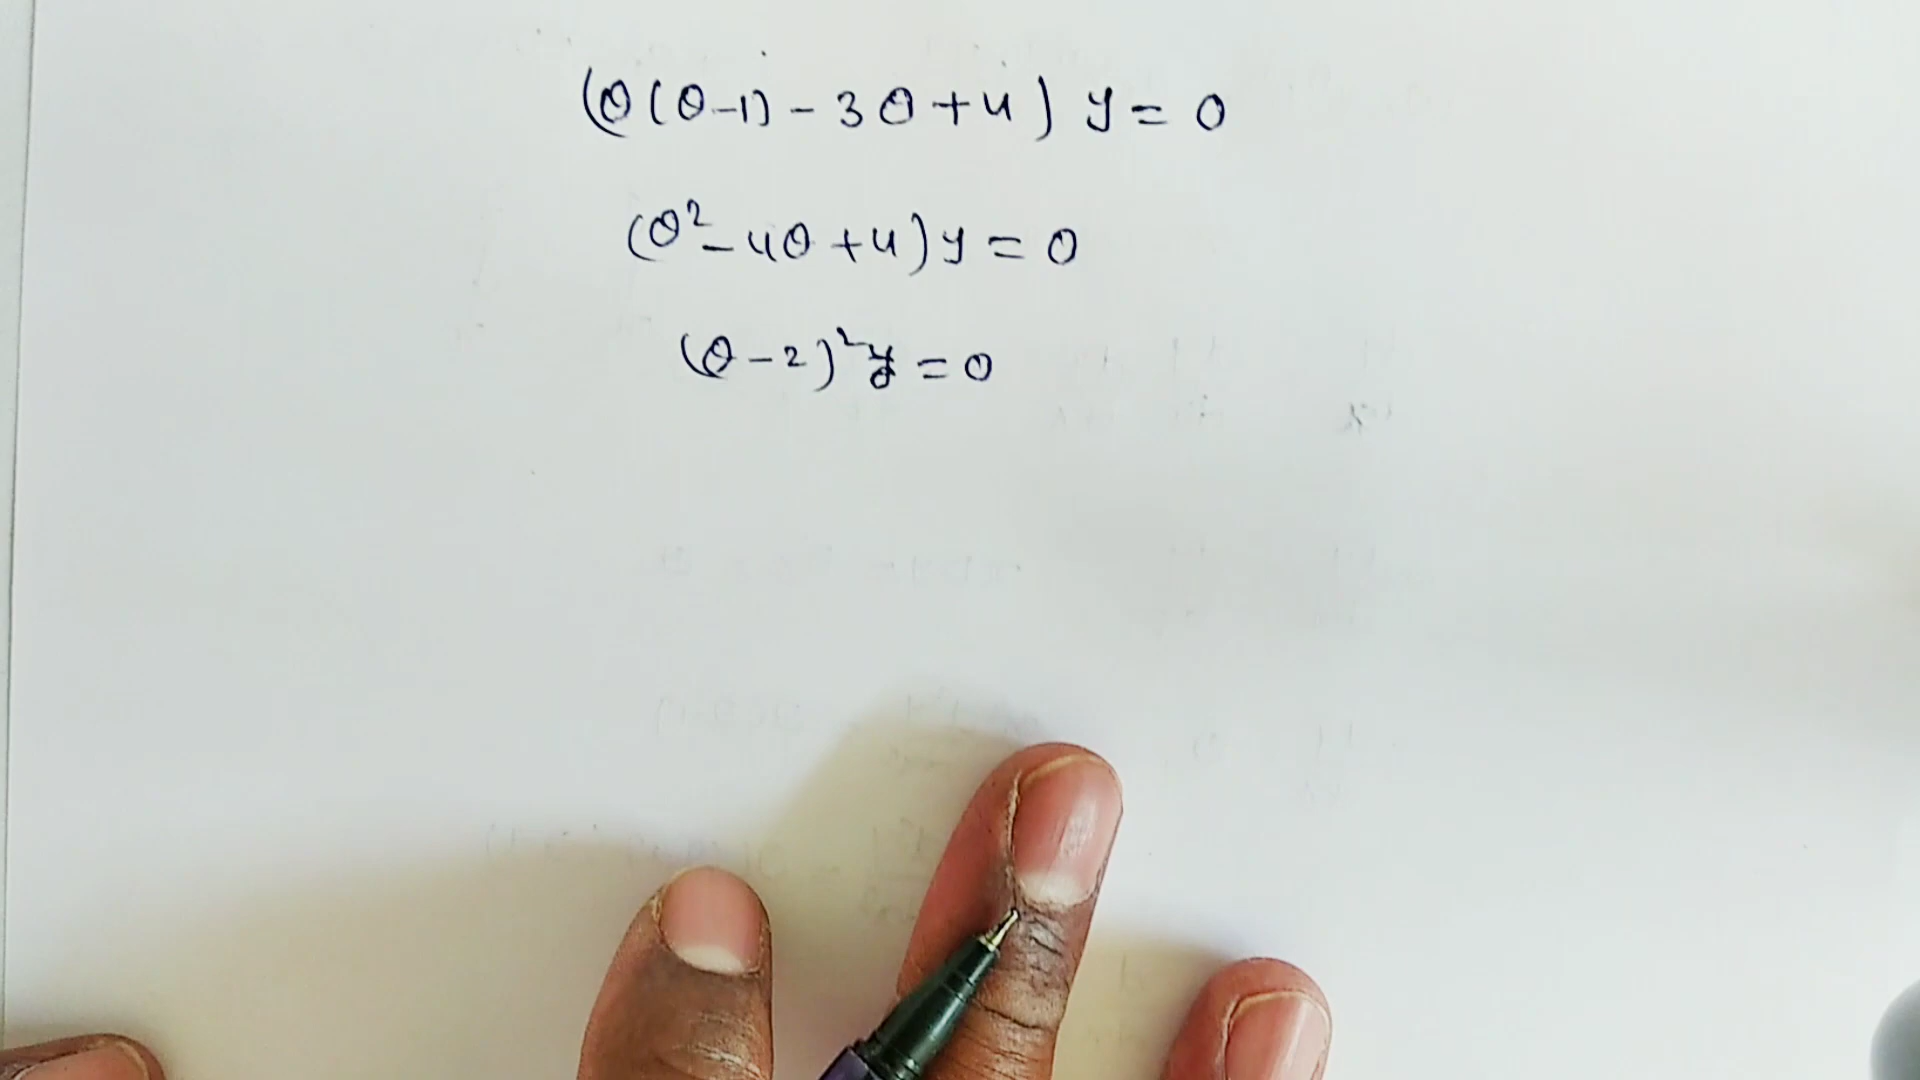 (θ(θ-1) - 3θ + 4) y = 0
(θ² - 4θ + 4) y = 0
(θ - 2)² y = 0